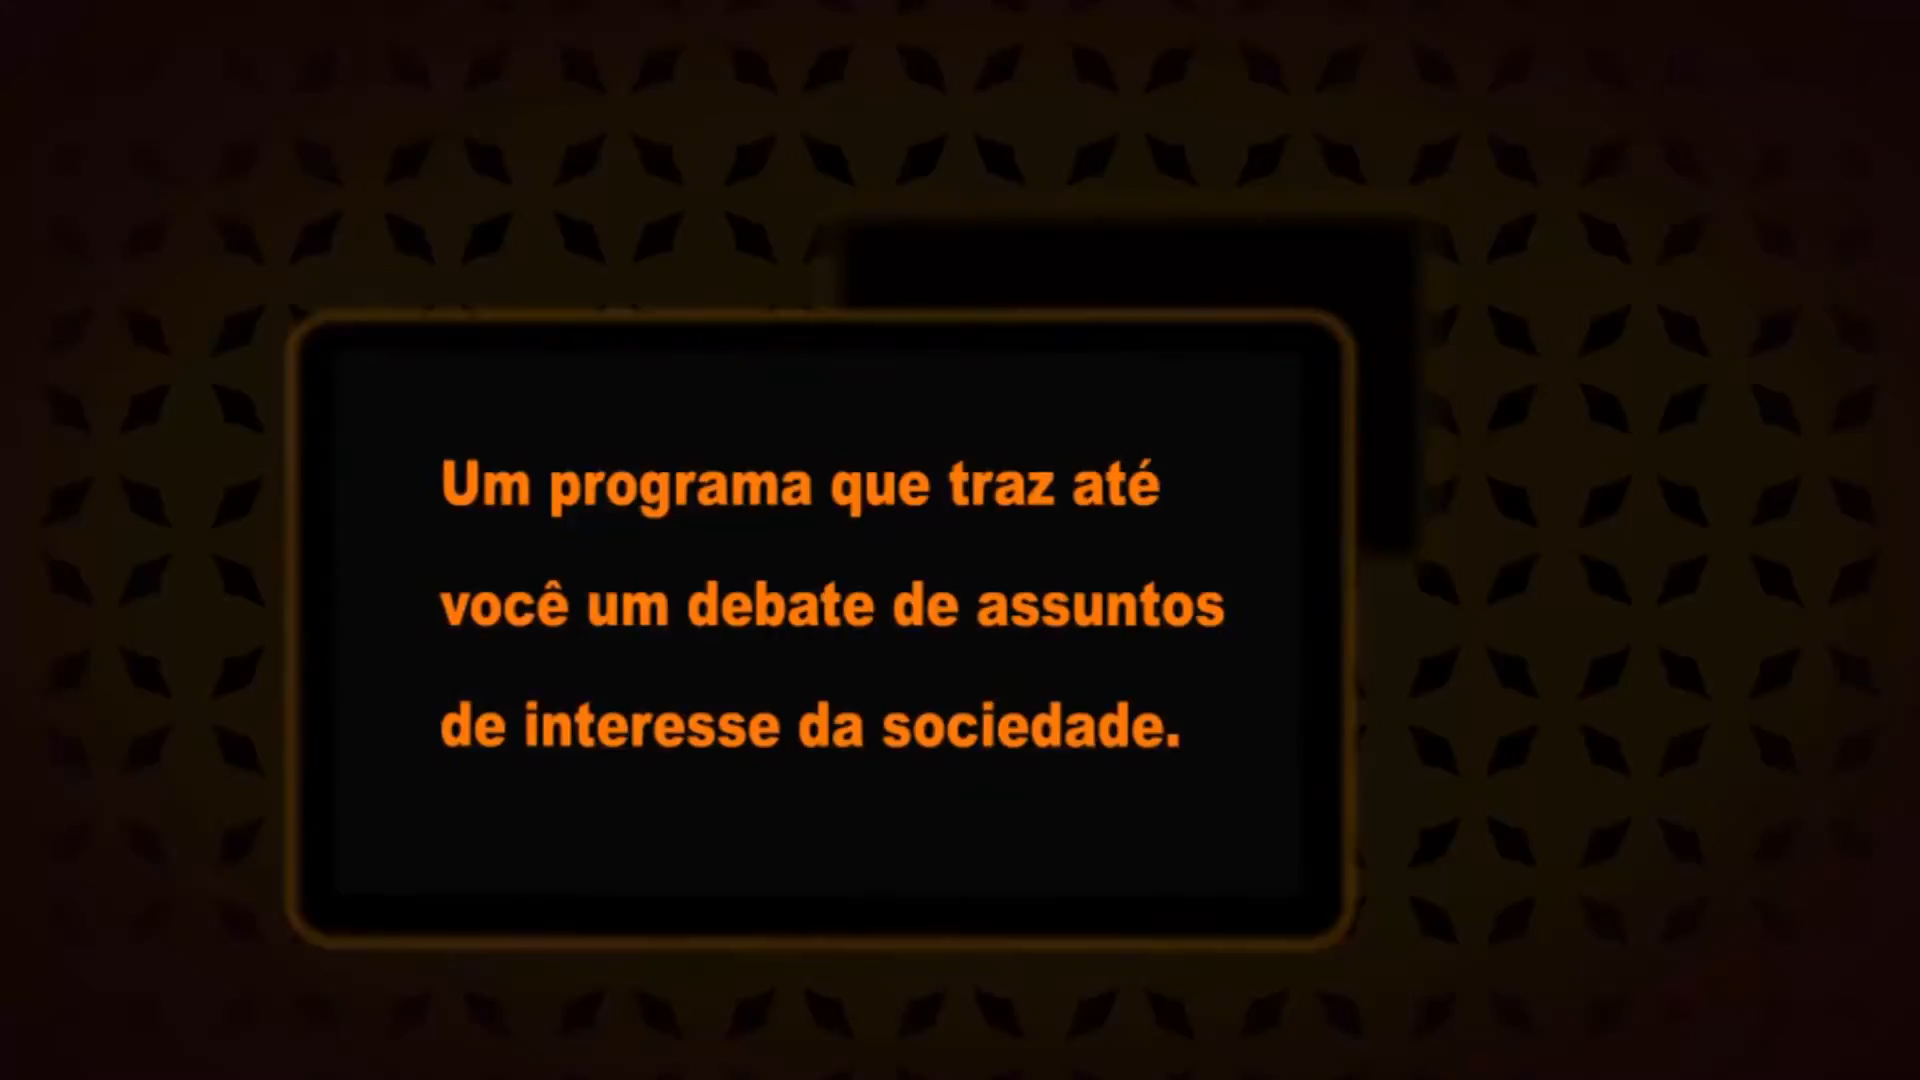 Um programa que traz até
você um debate de assuntos
de interesse da sociedade.